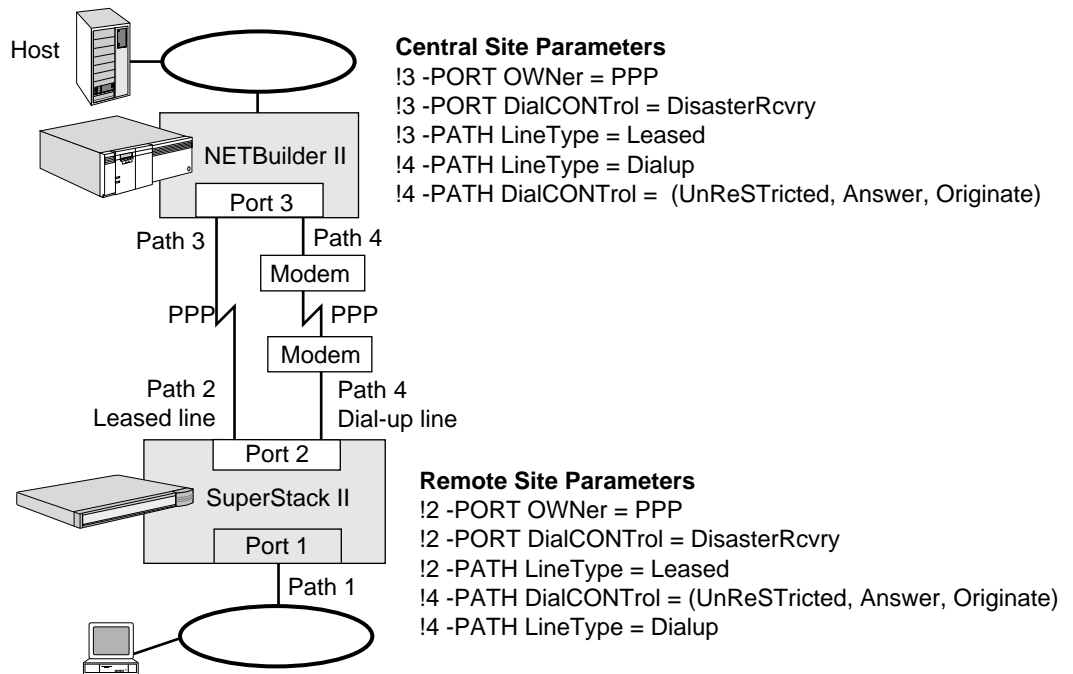 Host
Central Site Parameters
!3 -PORT OWNer = PPP
!3 -PORT DialCONTrol = DisasterRcvry
!3 -PATH LineType = Leased
!4 -PATH LineType = Dialup
!4 -PATH DialCONTrol = (UnReSTricted, Answer, Originate)
NETBuilder II
Port 3
Path 3
Path 4
Modem
PPP
PPP
Modem
Path 2
Leased line
Path 4
Dial-up line
Port 2
SuperStack II
Port 1
Path 1
Remote Site Parameters
!2 -PORT OWNer = PPP
!2 -PORT DialCONTrol = DisasterRcvry
!2 -PATH LineType = Leased
!4 -PATH DialCONTrol = (UnReSTricted, Answer, Originate)
!4 -PATH LineType = Dialup